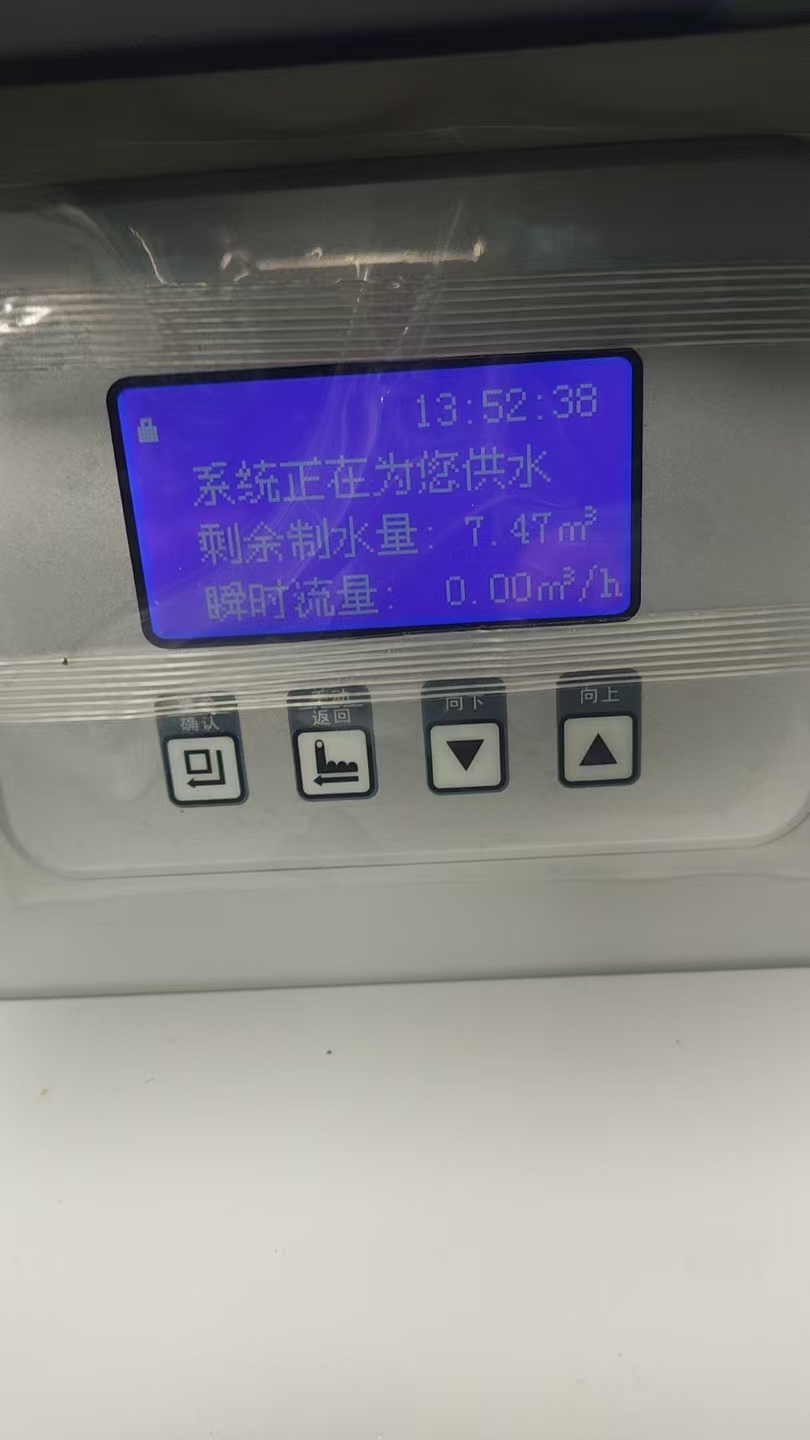 13:52:38
系统正在为您供水
剩余制水量: 7.47m³
瞬时流量: 0.00m³/h
确认
返回
向下
向上